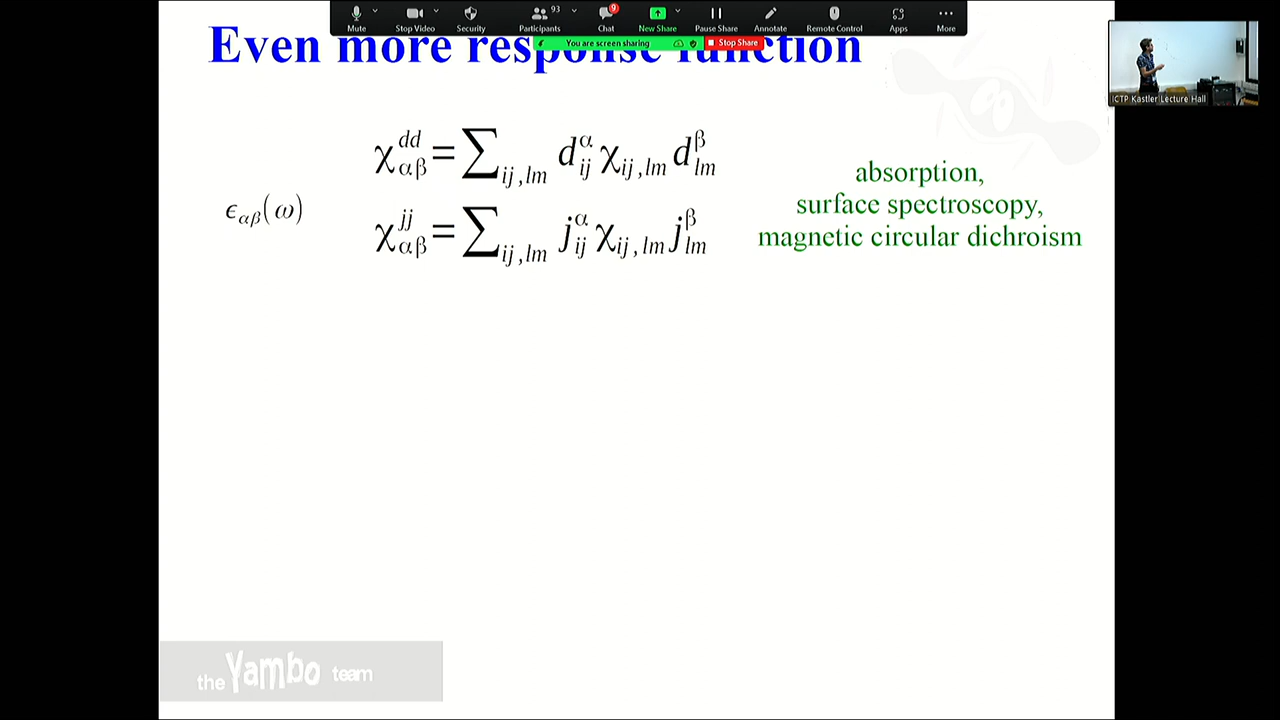 Mute
Stop Video
Security
93
Participants
9
Chat
New Share
Pause Share
Annotate
Remote Control
Apps
More
You are screen sharing
Stop Share
Even more response function
ICTP Kastler Lecture Hall
χ^{dd}_{αβ}=∑_{ij,lm} d^α_{ij} χ_{ij,lm} d^β_{lm}
ϵ_{αβ}(ω)
χ^{jj}_{αβ}=∑_{ij,lm} j^α_{ij} χ_{ij,lm} j^β_{lm}
absorption,
surface spectroscopy,
magnetic circular dichroism
the Yambo team